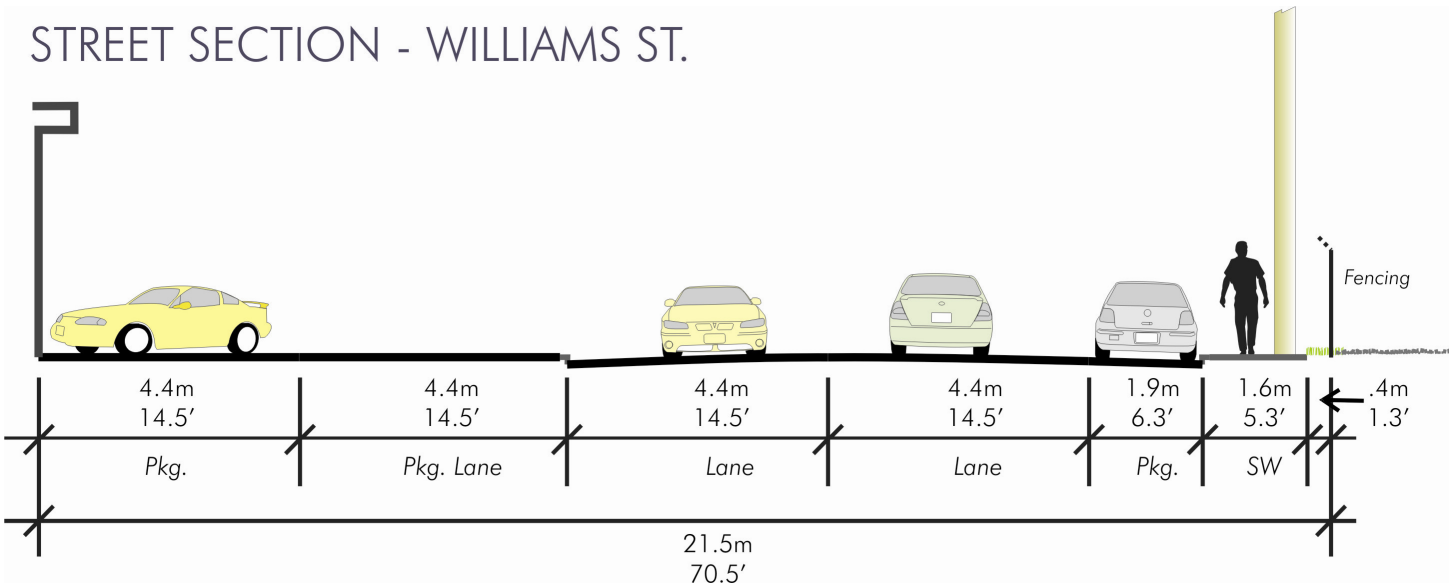 STREET SECTION - WILLIAMS ST.
Fencing
4.4m 4.4m 4.4m 4.4m 1.9m 1.6m .4m
14.5′ 14.5′ 14.5′ 14.5′ 6.3′ 5.3′ 1.3′
Pkg. Pkg. Lane Lane Lane Pkg. SW
21.5m
70.5′